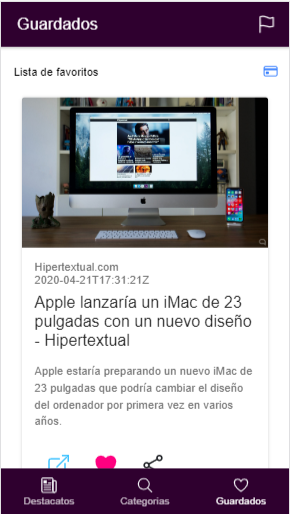 Guardados
Lista de favoritos
Hipertextual.com
2020-04-21T17:31:21Z
Apple lanzaría un iMac de 23
pulgadas con un nuevo diseño
- Hipertextual
Apple estaría preparando un nuevo iMac de
23 pulgadas que podría cambiar el diseño
del ordenador por primera vez en varios
años.
Destacatos
Categorias
Guardados